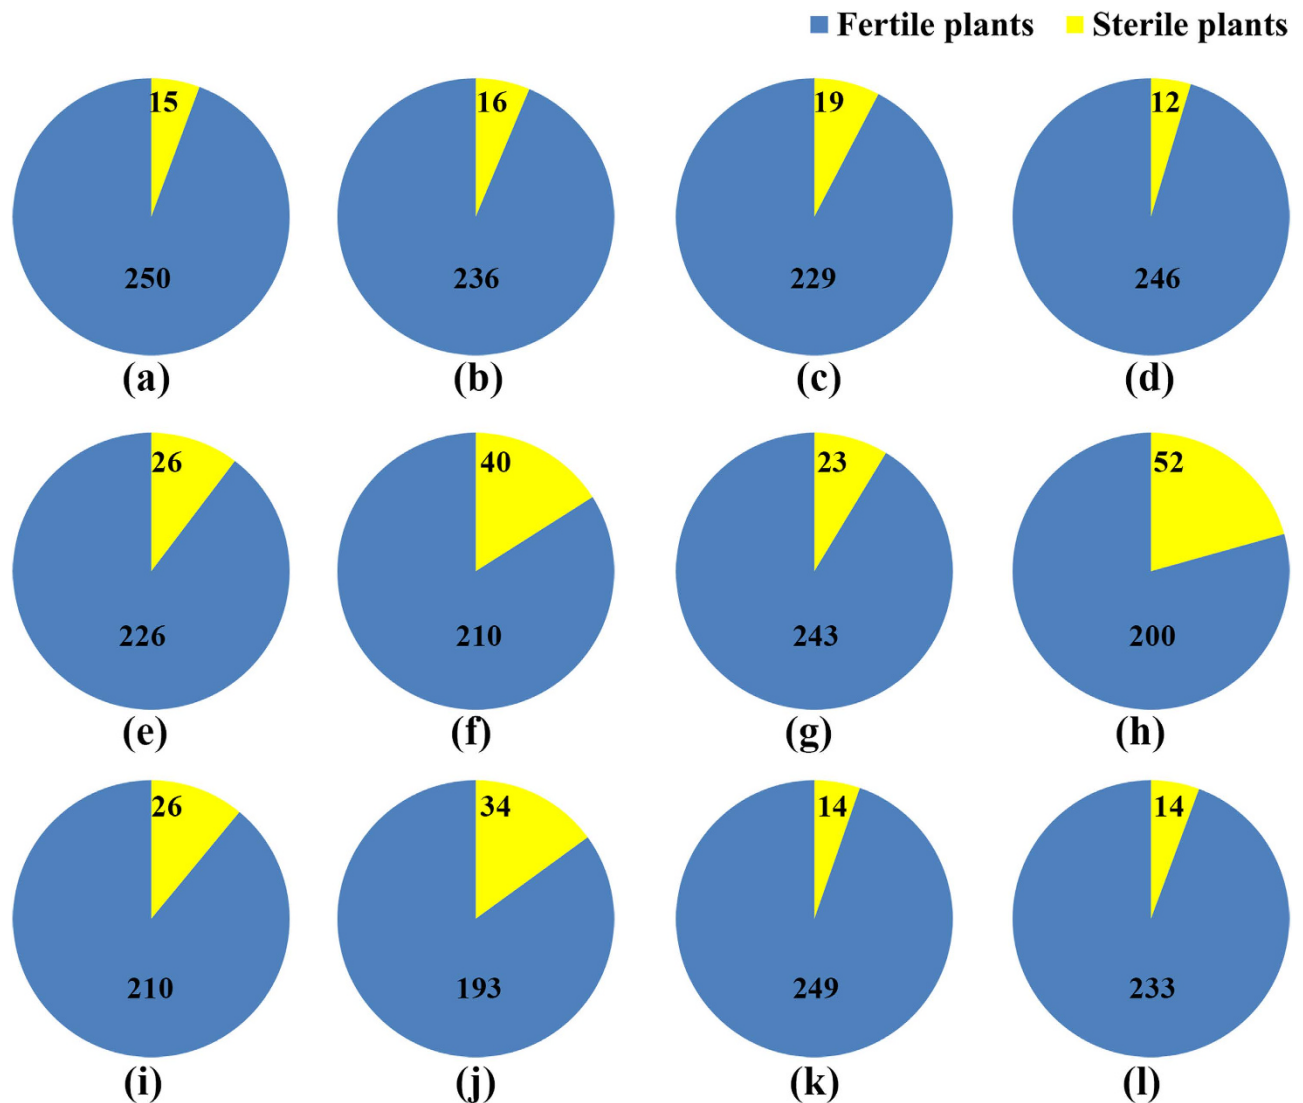 Fertile plants Sterile plants
15 16 19 12
250 236 229 246
(a) (b) (c) (d)
26 40 23 52
226 210 243 200
(e) (f) (g) (h)
26 34 14 14
210 193 249 233
(i) (j) (k) (l)